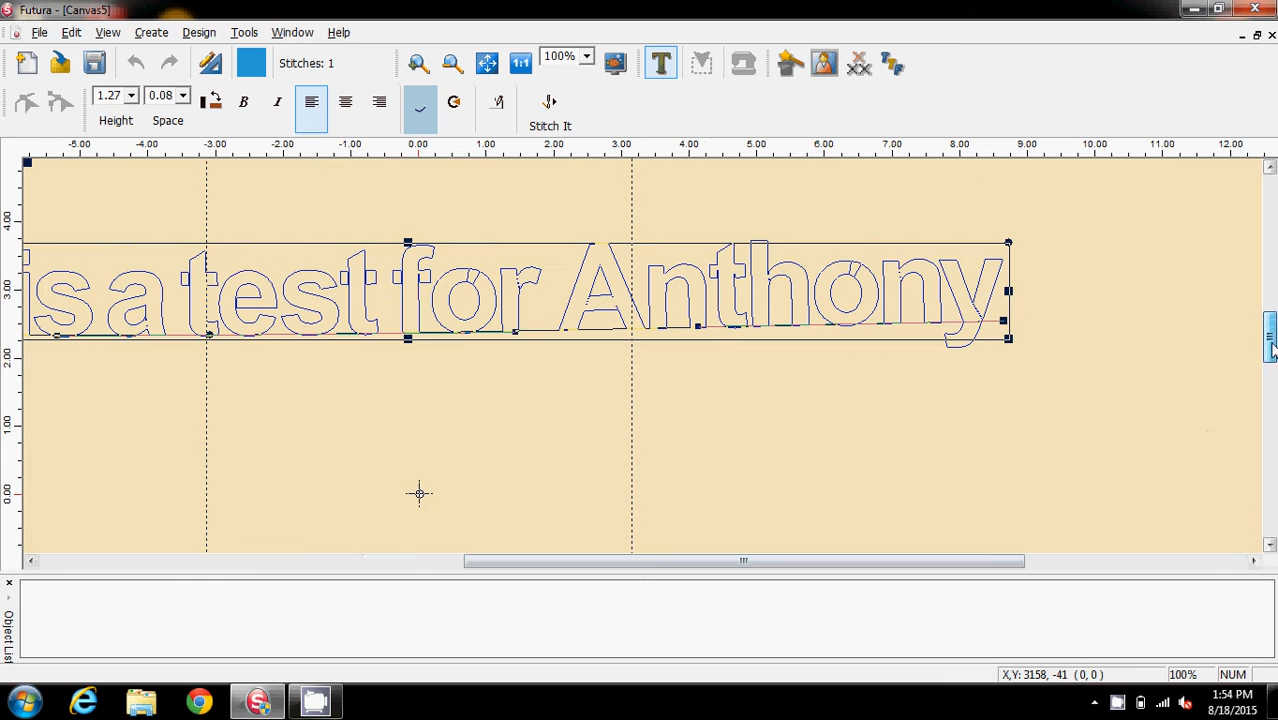 Futura - [Canvas5]
File Edit View Create Design Tools Window Help
Stitches: 1 100% 1:1 T
1.27 0.08 B I
Height Space Stitch It
-5.00 -4.00 -3.00 -2.00 -1.00 0.00 1.00 2.00 3.00 4.00 5.00 6.00 7.00 8.00 9.00 10.00 11.00 12.00
4.00
3.00
2.00
1.00
0.00
is a test for Anthony
Object List
X,Y: 3158, -41 ( 0, 0 ) 100% NUM
1:54 PM
8/18/2015